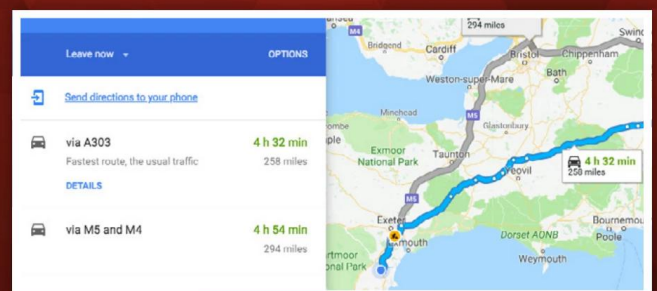 Leave now
OPTIONS
Send directions to your phone
via A303
4 h 32 min
Fastest route, the usual traffic
258 miles
DETAILS
via M5 and M4
4 h 54 min
294 miles
294 miles
M4
Swind
Bridgend
Cardiff
Bristol
Chippenham
Weston-super-Mare
Bath
Minehead
M5
Glastonbury
Exmoor
National Park
Taunton
4 h 32 min
258 miles
Yeovil
M5
Exeter
Bournemou
Exmouth
Dorset AONB
Poole
artmoor
Weymouth
onal Park